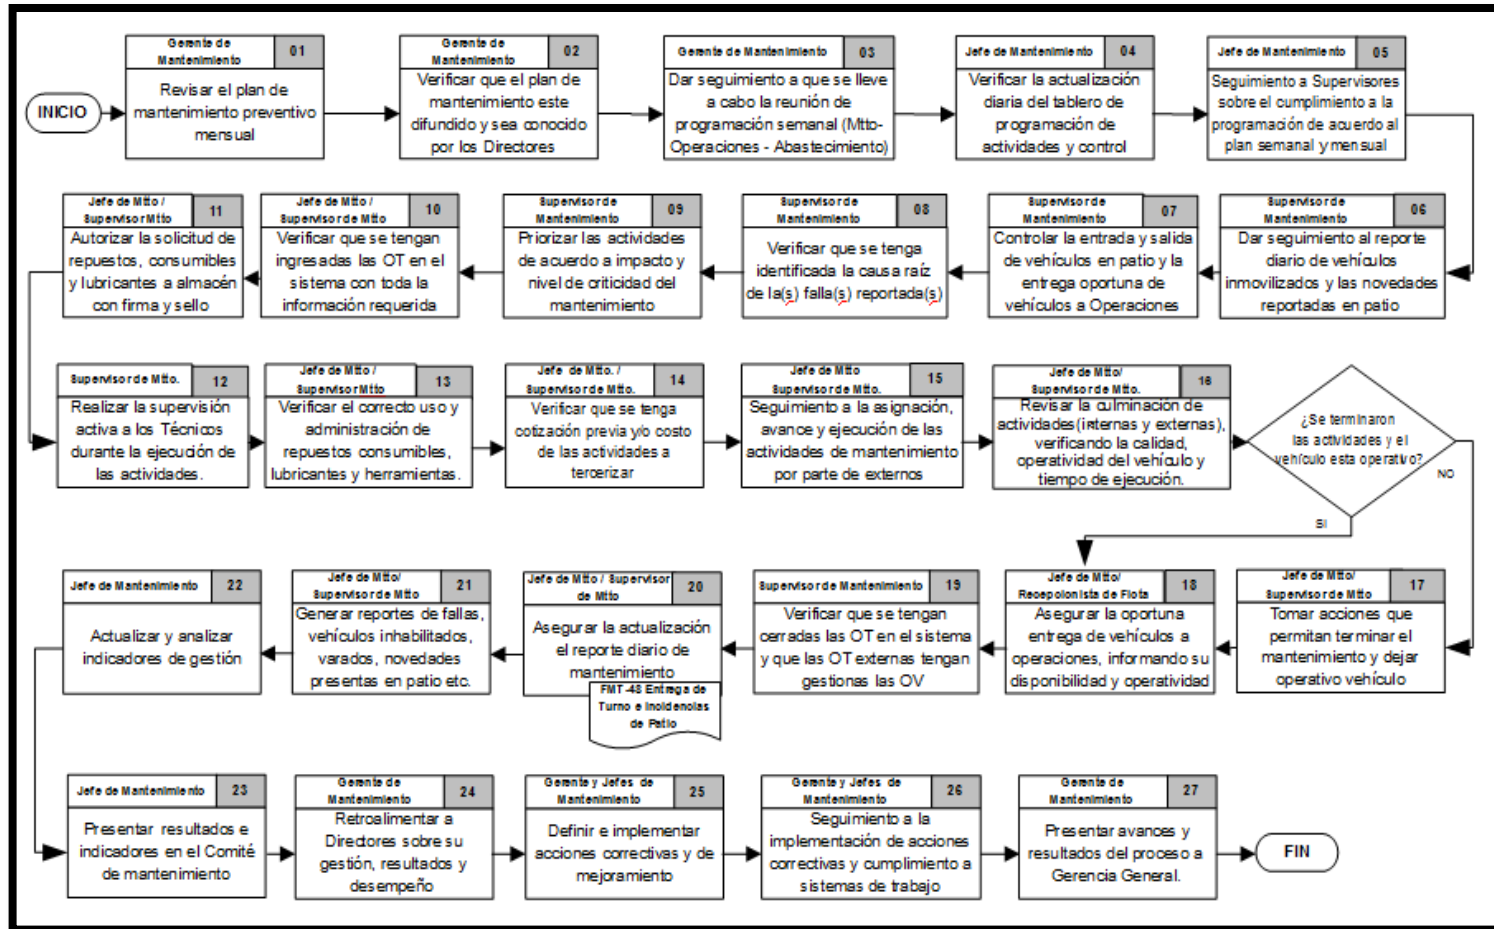 INICIO
Gerente de
Mantenimiento
01
Revisar el plan de
mantenimiento preventivo
mensual
Gerente de
Mantenimiento
02
Verificar que el plan de
mantenimiento este
difundido y sea conocido
por los Directores
Gerente de Mantenimiento
03
Dar seguimiento a que se lleve
a cabo la reunión de
programación semanal (Mtto-
Operaciones - Abastecimiento)
Jefe de Mantenimiento
04
Verificar la actualización
diaria del tablero de
programación de
actividades y control
Jefe de Mantenimiento
05
Seguimiento a Supervisores
sobre el cumplimiento a la
programación de acuerdo al
plan semanal y mensual
Supervisor de
Mantenimiento
06
Dar seguimiento al reporte
diario de vehículos
inmovilizados y las novedades
reportadas en patio
Supervisor de
Mantenimiento
07
Controlar la entrada y salida
de vehículos en patio y la
entrega oportuna de
vehículos a Operaciones
Supervisor de
Mantenimiento
08
Verificar que se tenga
identificada la causa raíz
de la(s) falla(s) reportada(s)
Supervisor de
Mantenimiento
09
Priorizar las actividades
de acuerdo a impacto y
nivel de criticidad del
mantenimiento
Jefe de Mtto /
Supervisor de Mtto
10
Verificar que se tengan
ingresadas las OT en el
sistema con toda la
información requerida
Jefe de Mtto /
Supervisor Mtto
11
Autorizar la solicitud de
repuestos, consumibles
y lubricantes a almacén
con firma y sello
Supervisor de Mtto.
12
Realizar la supervisión
activa a los Técnicos
durante la ejecución de
las actividades.
Jefe de Mtto /
Supervisor Mtto
13
Verificar el correcto uso y
administración de
repuestos consumibles,
lubricantes y herramientas.
Jefe de Mtto. /
Supervisor de Mtto.
14
Verificar que se tenga
cotización previa y/o costo
de las actividades a
tercerizar
Jefe de Mtto
Supervisor de Mtto.
15
Seguimiento a la asignación,
avance y ejecución de las
actividades de mantenimiento
por parte de externos
Jefe de Mtto/
Supervisor de Mtto.
16
Revisar la culminación de
actividades(internas y externas),
verificando la calidad,
operatividad del vehículo y
tiempo de ejecución.
¿Se terminaron
las actividades y el
vehículo esta operativo?
NO
SI
Jefe de Mtto/
Supervisor de Mtto
17
Tomar acciones que
permitan terminar el
mantenimiento y dejar
operativo vehículo
Jefe de Mtto/
Recepcionista de Flota
18
Asegurar la oportuna
entrega de vehículos a
operaciones, informando su
disponibilidad y operatividad
Supervisor de Mantenimiento
19
Verificar que se tengan
cerradas las OT en el sistema
y que las OT externas tengan
gestionas las OV
Jefe de Mtto / Supervisor
de Mtto
20
Asegurar la actualización
el reporte diario de
mantenimiento
FMT-48 Entrega de
Turno e Incidencias
de Patio
Jefe de Mtto/
Supervisor de Mtto
21
Generar reportes de fallas,
vehículos inhabilitados,
varados, novedades
presentas en patio etc.
Jefe de Mantenimiento
22
Actualizar y analizar
indicadores de gestión
Jefe de Mantenimiento
23
Presentar resultados e
indicadores en el Comité
de mantenimiento
Gerente de
Mantenimiento
24
Retroalimentar a
Directores sobre su
gestión, resultados y
desempeño
Gerente y Jefes de
Mantenimiento
25
Definir e implementar
acciones correctivas y de
mejoramiento
Gerente y Jefes de
Mantenimiento
26
Seguimiento a la
implementación de acciones
correctivas y cumplimiento a
sistemas de trabajo
Gerente de
Mantenimiento
27
Presentar avances y
resultados del proceso a
Gerencia General.
FIN